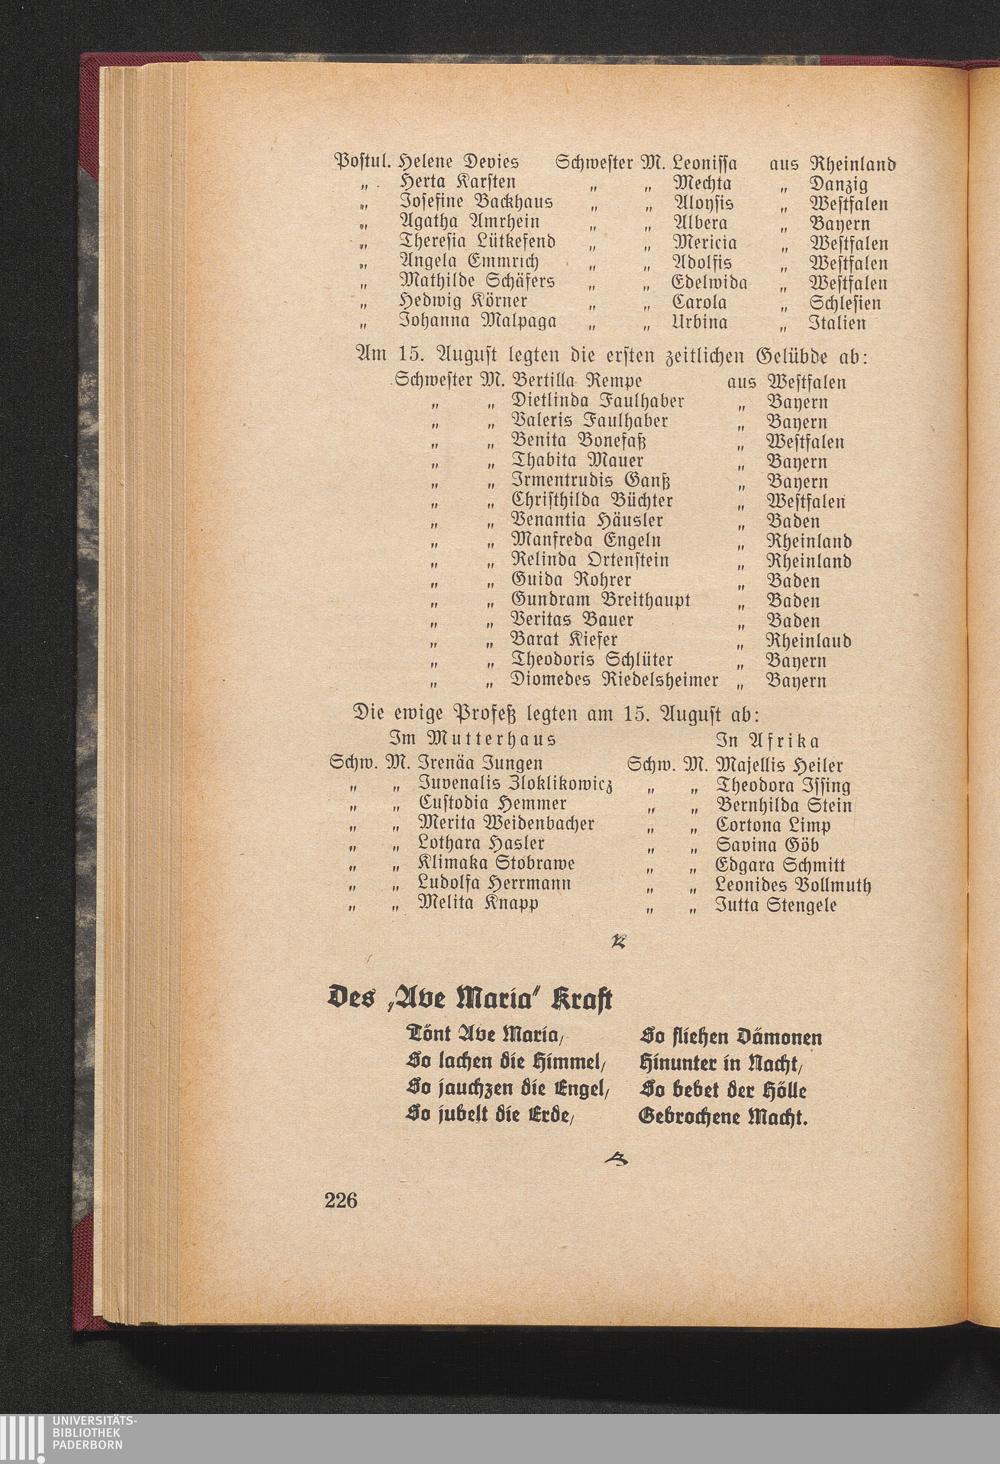 Postul. Helene Devies Schwester M. Leonissa aus Rheinland
„ Herta Karsten „ „ Mechta „ Danzig
„ Josefine Backhaus „ „ Aloysis „ Westfalen
„ Agatha Amrhein „ „ Albera „ Bayern
„ Theresia Lütkefend „ „ Mericia „ Westfalen
„ Angela Emmrich „ „ Adolfis „ Westfalen
„ Mathilde Schäfers „ „ Edelwida „ Westfalen
„ Hedwig Körner „ „ Carola „ Schlesien
„ Johanna Malpaga „ „ Urbina „ Italien
Am 15. August legten die ersten zeitlichen Gelübde ab:
Schwester M. Bertilla Rempe aus Westfalen
„ „ Dietlinda Faulhaber „ Bayern
„ „ Valeris Faulhaber „ Bayern
„ „ Benita Bonefaß „ Westfalen
„ „ Thabita Mauer „ Bayern
„ „ Irmentrudis Ganß „ Bayern
„ „ Christhilda Büchter „ Westfalen
„ „ Venantia Häusler „ Baden
„ „ Manfreda Engeln „ Rheinland
„ „ Relinda Ortenstein „ Rheinland
„ „ Guida Rohrer „ Baden
„ „ Gundram Breithaupt „ Baden
„ „ Veritas Bauer „ Baden
„ „ Barat Kiefer „ Rheinlaud
„ „ Theodoris Schlüter „ Bayern
„ „ Diomedes Riedelsheimer „ Bayern
Die ewige Profeß legten am 15. August ab:
Im Mutterhaus
Schw. M. Irenäa Jungen
„ „ Juvenalis Zloklikowicz
„ „ Custodia Hemmer
„ „ Merita Weidenbacher
„ „ Lothara Hasler
„ „ Klimaka Stobrawe
„ „ Ludolfa Herrmann
„ „ Melita Knapp
In Afrika
Schw. M. Majellis Heiler
„ „ Theodora Issing
„ „ Bernhilda Stein
„ „ Cortona Limp
„ „ Savina Göb
„ „ Edgara Schmitt
„ „ Leonides Vollmuth
„ „ Jutta Stengele
Des „Ave Maria" Kraft
Tönt Ave Maria,
So lachen die Himmel,
So jauchzen die Engel,
So jubelt die Erde,
So fliehen Dämonen
Hinunter in Nacht,
So bebet der Hölle
Gebrochene Macht.
226
UNIVERSITÄTS-
BIBLIOTHEK
PADERBORN